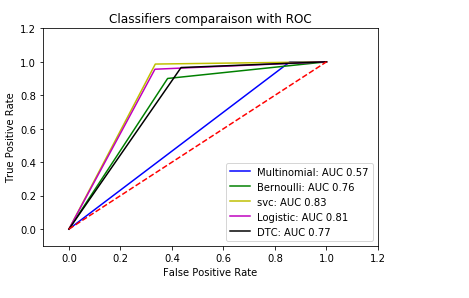 Classifiers comparaison with ROC
1.2
1.0
0.8
0.6
0.4
0.2
0.0
True Positive Rate
Multinomial: AUC 0.57
Bernoulli: AUC 0.76
svc: AUC 0.83
Logistic: AUC 0.81
DTC: AUC 0.77
0.0 0.2 0.4 0.6 0.8 1.0 1.2
False Positive Rate